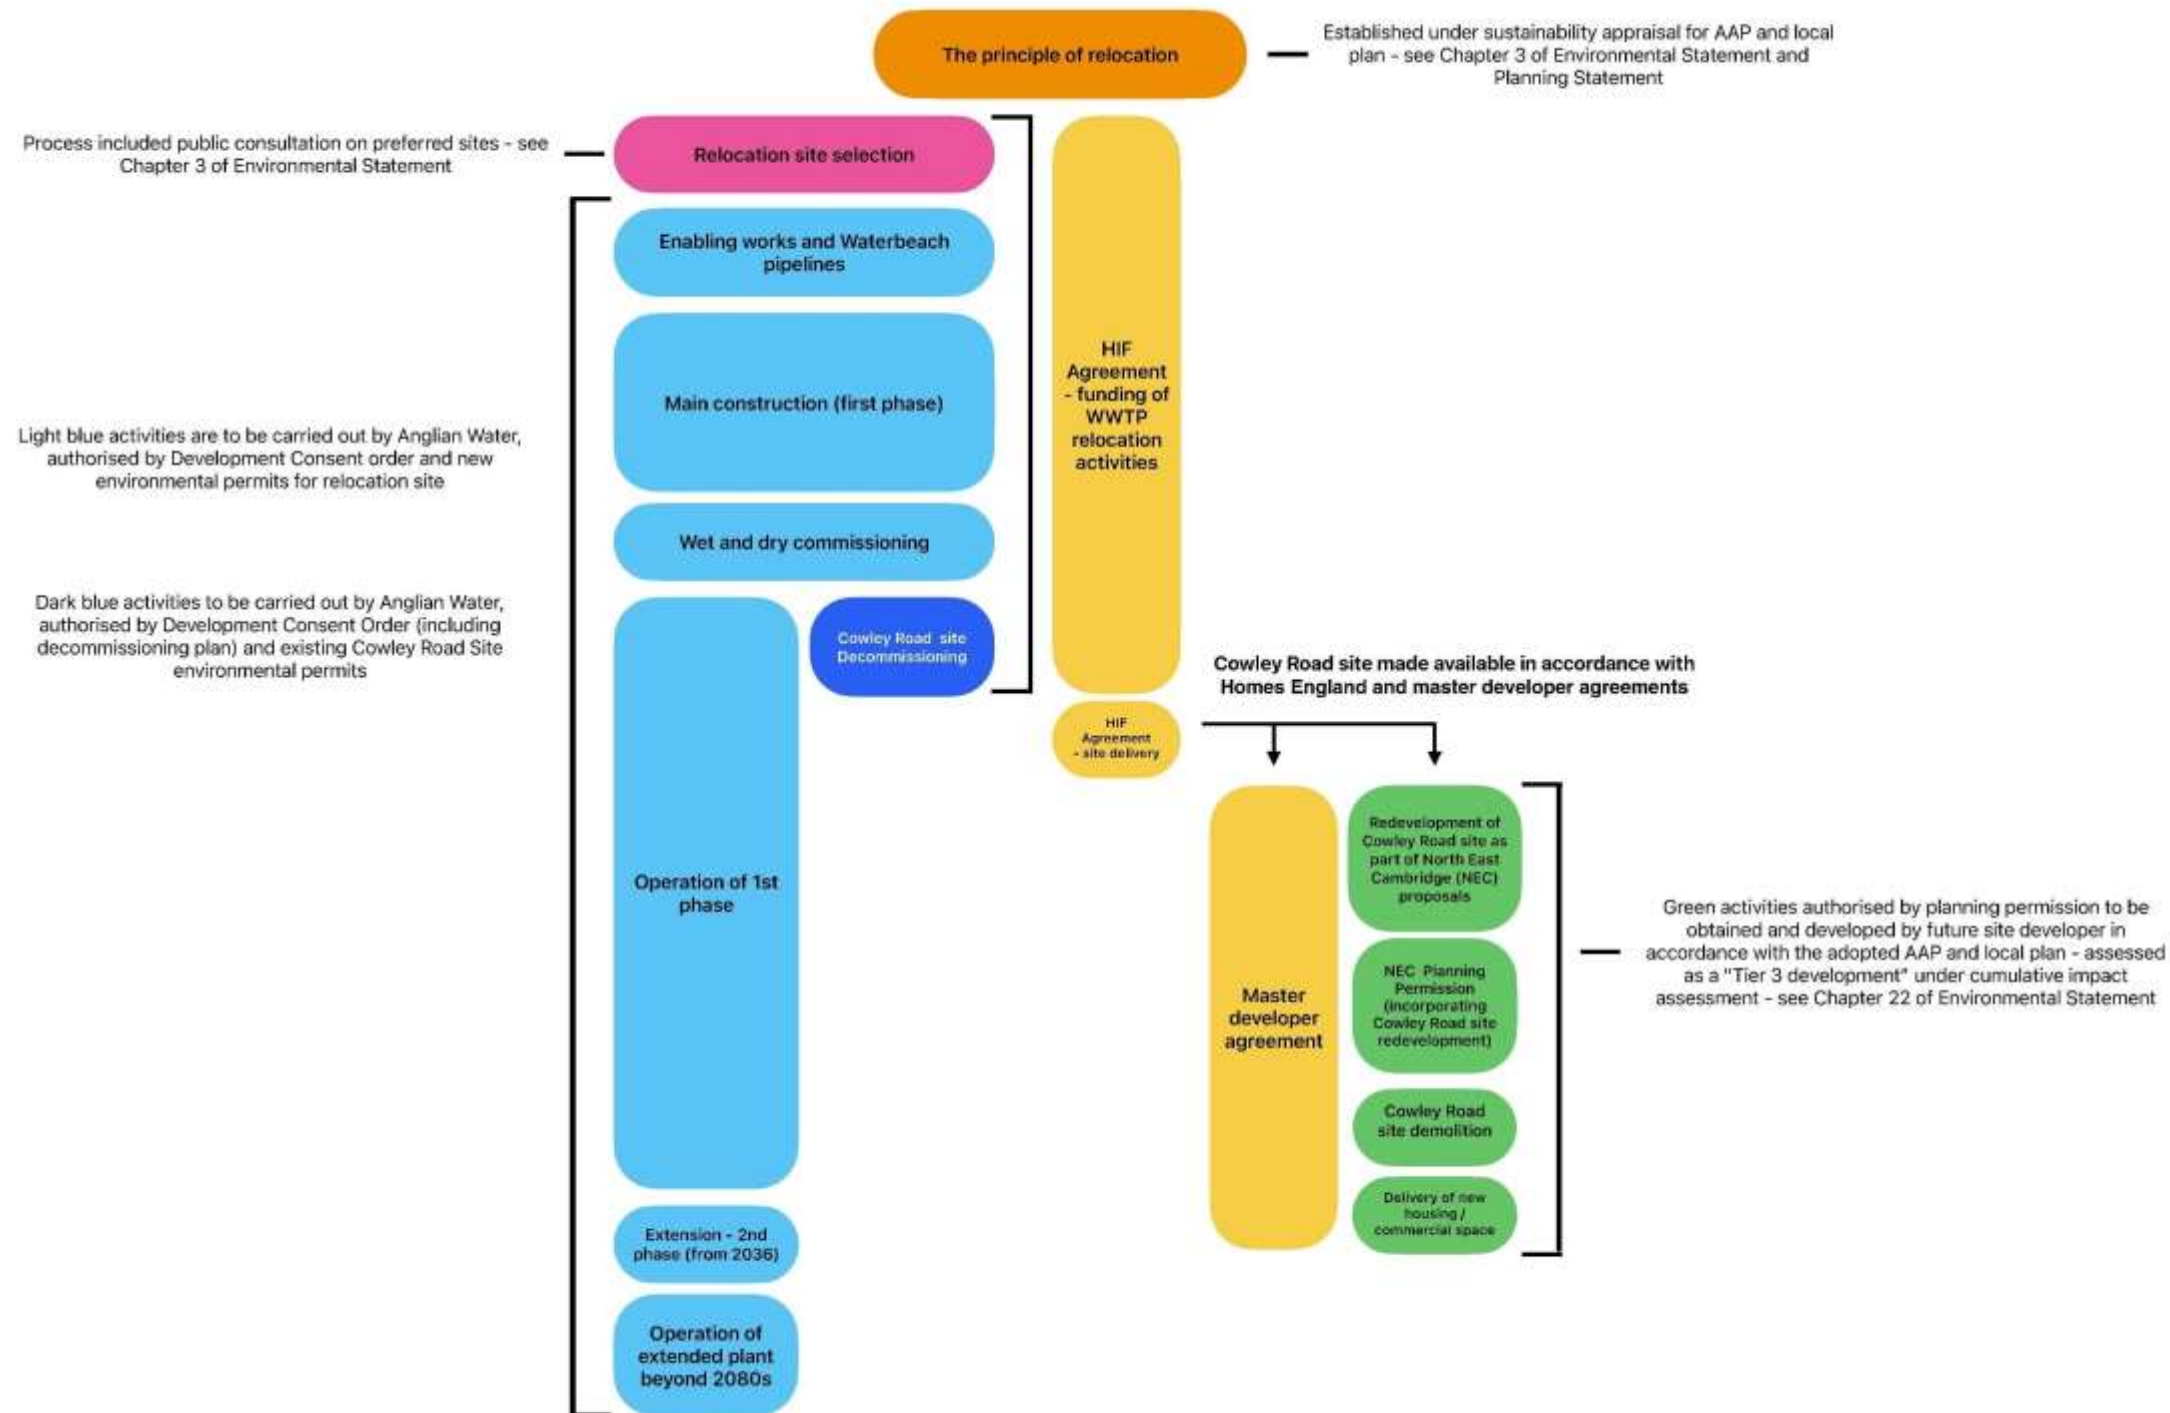 The principle of relocation
Established under sustainability appraisal for AAP and local
plan - see Chapter 3 of Environmental Statement and
Planning Statement
Process included public consultation on preferred sites - see
Chapter 3 of Environmental Statement
Relocation site selection
Enabling works and Waterbeach
pipelines
Main construction (first phase)
HIF
Agreement
- funding of
WWTP
relocation
activities
Light blue activities are to be carried out by Anglian Water,
authorised by Development Consent order and new
environmental permits for relocation site
Wet and dry commissioning
Dark blue activities to be carried out by Anglian Water,
authorised by Development Consent Order (including
decommissioning plan) and existing Cowley Road Site
environmental permits
Cowley Road site
Decommissioning
Cowley Road site made available in accordance with
Homes England and master developer agreements
HIF
Agreement
- site delivery
Operation of 1st
phase
Master
developer
agreement
Redevelopment of
Cowley Road site as
part of North East
Cambridge (NEC)
proposals
NEC Planning
Permission
(incorporating
Cowley Road site
redevelopment)
Cowley Road
site demolition
Delivery of new
housing /
commercial space
Green activities authorised by planning permission to be
obtained and developed by future site developer in
accordance with the adopted AAP and local plan - assessed
as a "Tier 3 development" under cumulative impact
assessment - see Chapter 22 of Environmental Statement
Extension - 2nd
phase (from 2036)
Operation of
extended plant
beyond 2080s